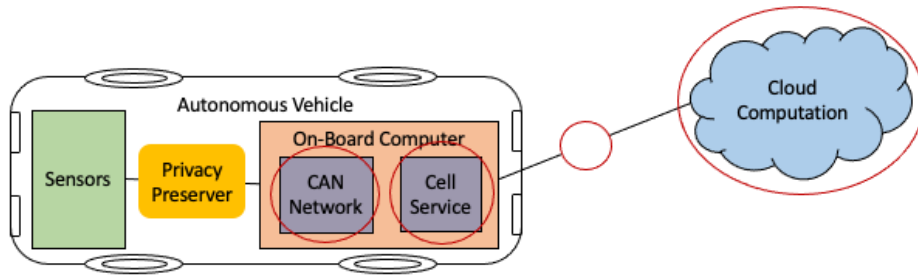 Autonomous Vehicle
Sensors
Privacy
Preserver
On-Board Computer
CAN
Network
Cell
Service
Cloud
Computation